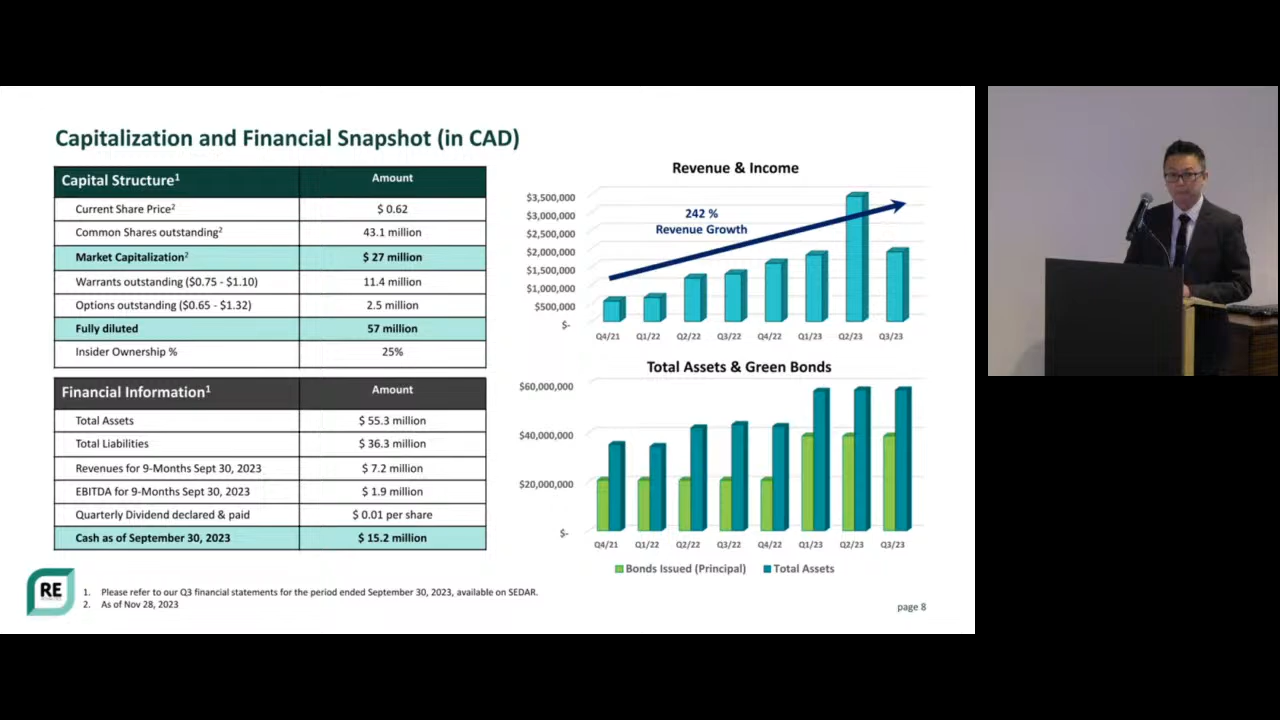 Capitalization and Financial Snapshot (in CAD)
Capital Structure1 Amount
Current Share Price2 $ 0.62
Common Shares outstanding2 43.1 million
Market Capitalization2 $ 27 million
Warrants outstanding ($0.75 - $1.10) 11.4 million
Options outstanding ($0.65 - $1.32) 2.5 million
Fully diluted 57 million
Insider Ownership % 25%
Financial Information1 Amount
Total Assets $ 55.3 million
Total Liabilities $ 36.3 million
Revenues for 9-Months Sept 30, 2023 $ 7.2 million
EBITDA for 9-Months Sept 30, 2023 $ 1.9 million
Quarterly Dividend declared & paid $ 0.01 per share
Cash as of September 30, 2023 $ 15.2 million
Revenue & Income
$3,500,000
$3,000,000
$2,500,000
$2,000,000
$1,500,000
$1,000,000
$500,000
$-
242 %
Revenue Growth
Q4/21 Q1/22 Q2/22 Q3/22 Q4/22 Q1/23 Q2/23 Q3/23
Total Assets & Green Bonds
$60,000,000
$40,000,000
$20,000,000
$-
Q4/21 Q1/22 Q2/22 Q3/22 Q4/22 Q1/23 Q2/23 Q3/23
Bonds Issued (Principal) Total Assets
RE
1. Please refer to our Q3 financial statements for the period ended September 30, 2023, available on SEDAR.
2. As of Nov 28, 2023
page 8